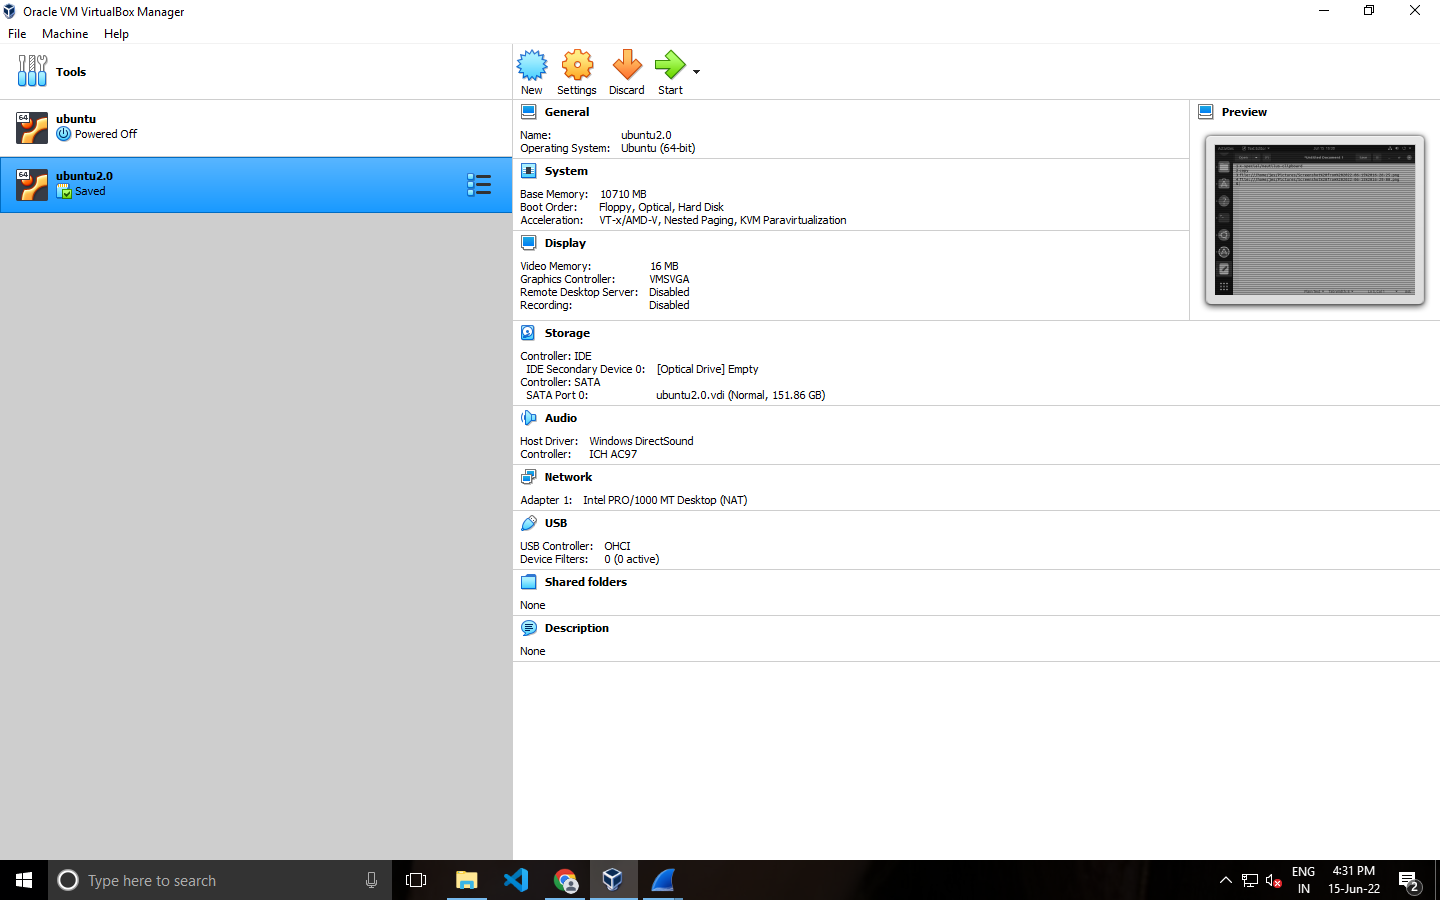 Oracle VM VirtualBox Manager
File Machine Help
Tools
New Settings Discard Start
64 ubuntu
Powered Off
64 ubuntu2.0
Saved
General
Name: ubuntu2.0
Operating System: Ubuntu (64-bit)
Preview
System
Base Memory: 10710 MB
Boot Order: Floppy, Optical, Hard Disk
Acceleration: VT-x/AMD-V, Nested Paging, KVM Paravirtualization
Display
Video Memory: 16 MB
Graphics Controller: VMSVGA
Remote Desktop Server: Disabled
Recording: Disabled
Storage
Controller: IDE
IDE Secondary Device 0: [Optical Drive] Empty
Controller: SATA
SATA Port 0: ubuntu2.0.vdi (Normal, 151.86 GB)
Audio
Host Driver: Windows DirectSound
Controller: ICH AC97
Network
Adapter 1: Intel PRO/1000 MT Desktop (NAT)
USB
USB Controller: OHCI
Device Filters: 0 (0 active)
Shared folders
None
Description
None
Type here to search
ENG
IN
4:31 PM
15-Jun-22
2